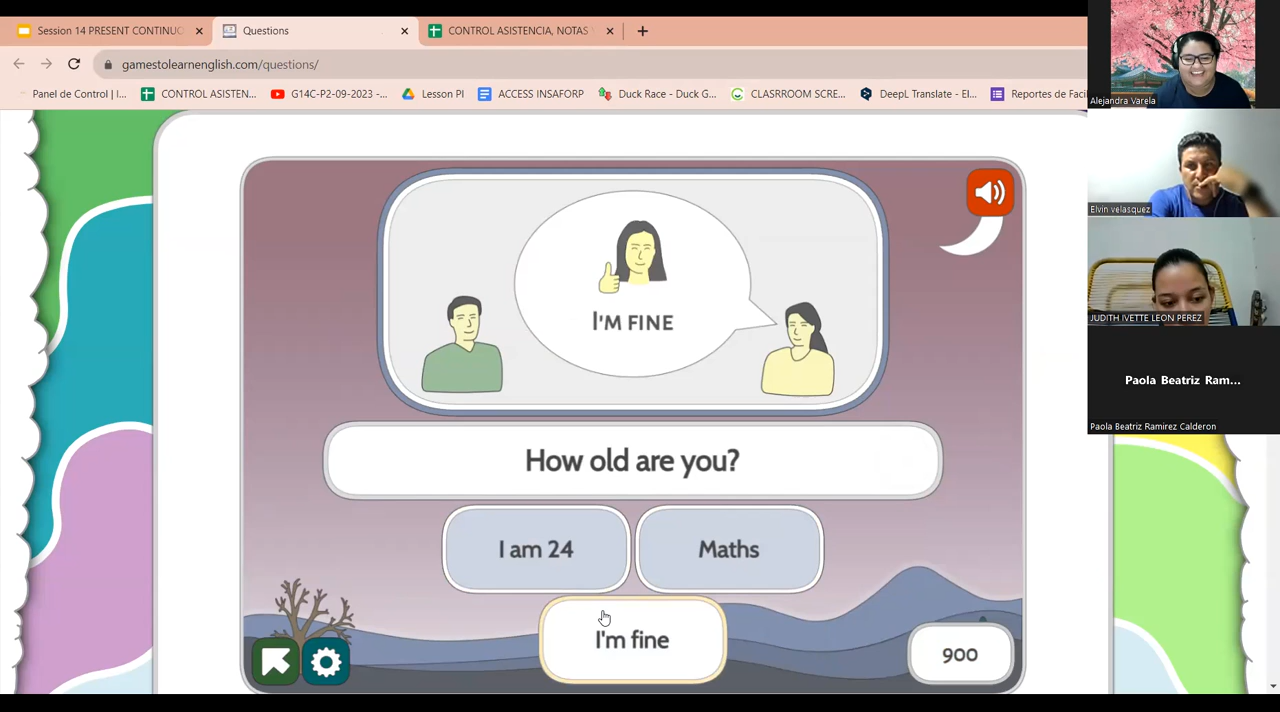 Session 14 PRESENT CONTINUO
Questions
CONTROL ASISTENCIA, NOTAS
gamestolearnenglish.com/questions/
Panel de Control | I...
CONTROL ASISTEN...
G14C-P2-09-2023 -...
Lesson PI
ACCESS INSAFORP
Duck Race - Duck G...
CLASRROOM SCRE...
DeepL Translate - El...
Reportes de Facil
Alejandra Varela
Elvin velasquez
JUDITH IVETTE LEON PEREZ
Paola Beatriz Ram...
Paola Beatriz Ramirez Calderon
I'M FINE
How old are you?
I am 24
Maths
I'm fine
900